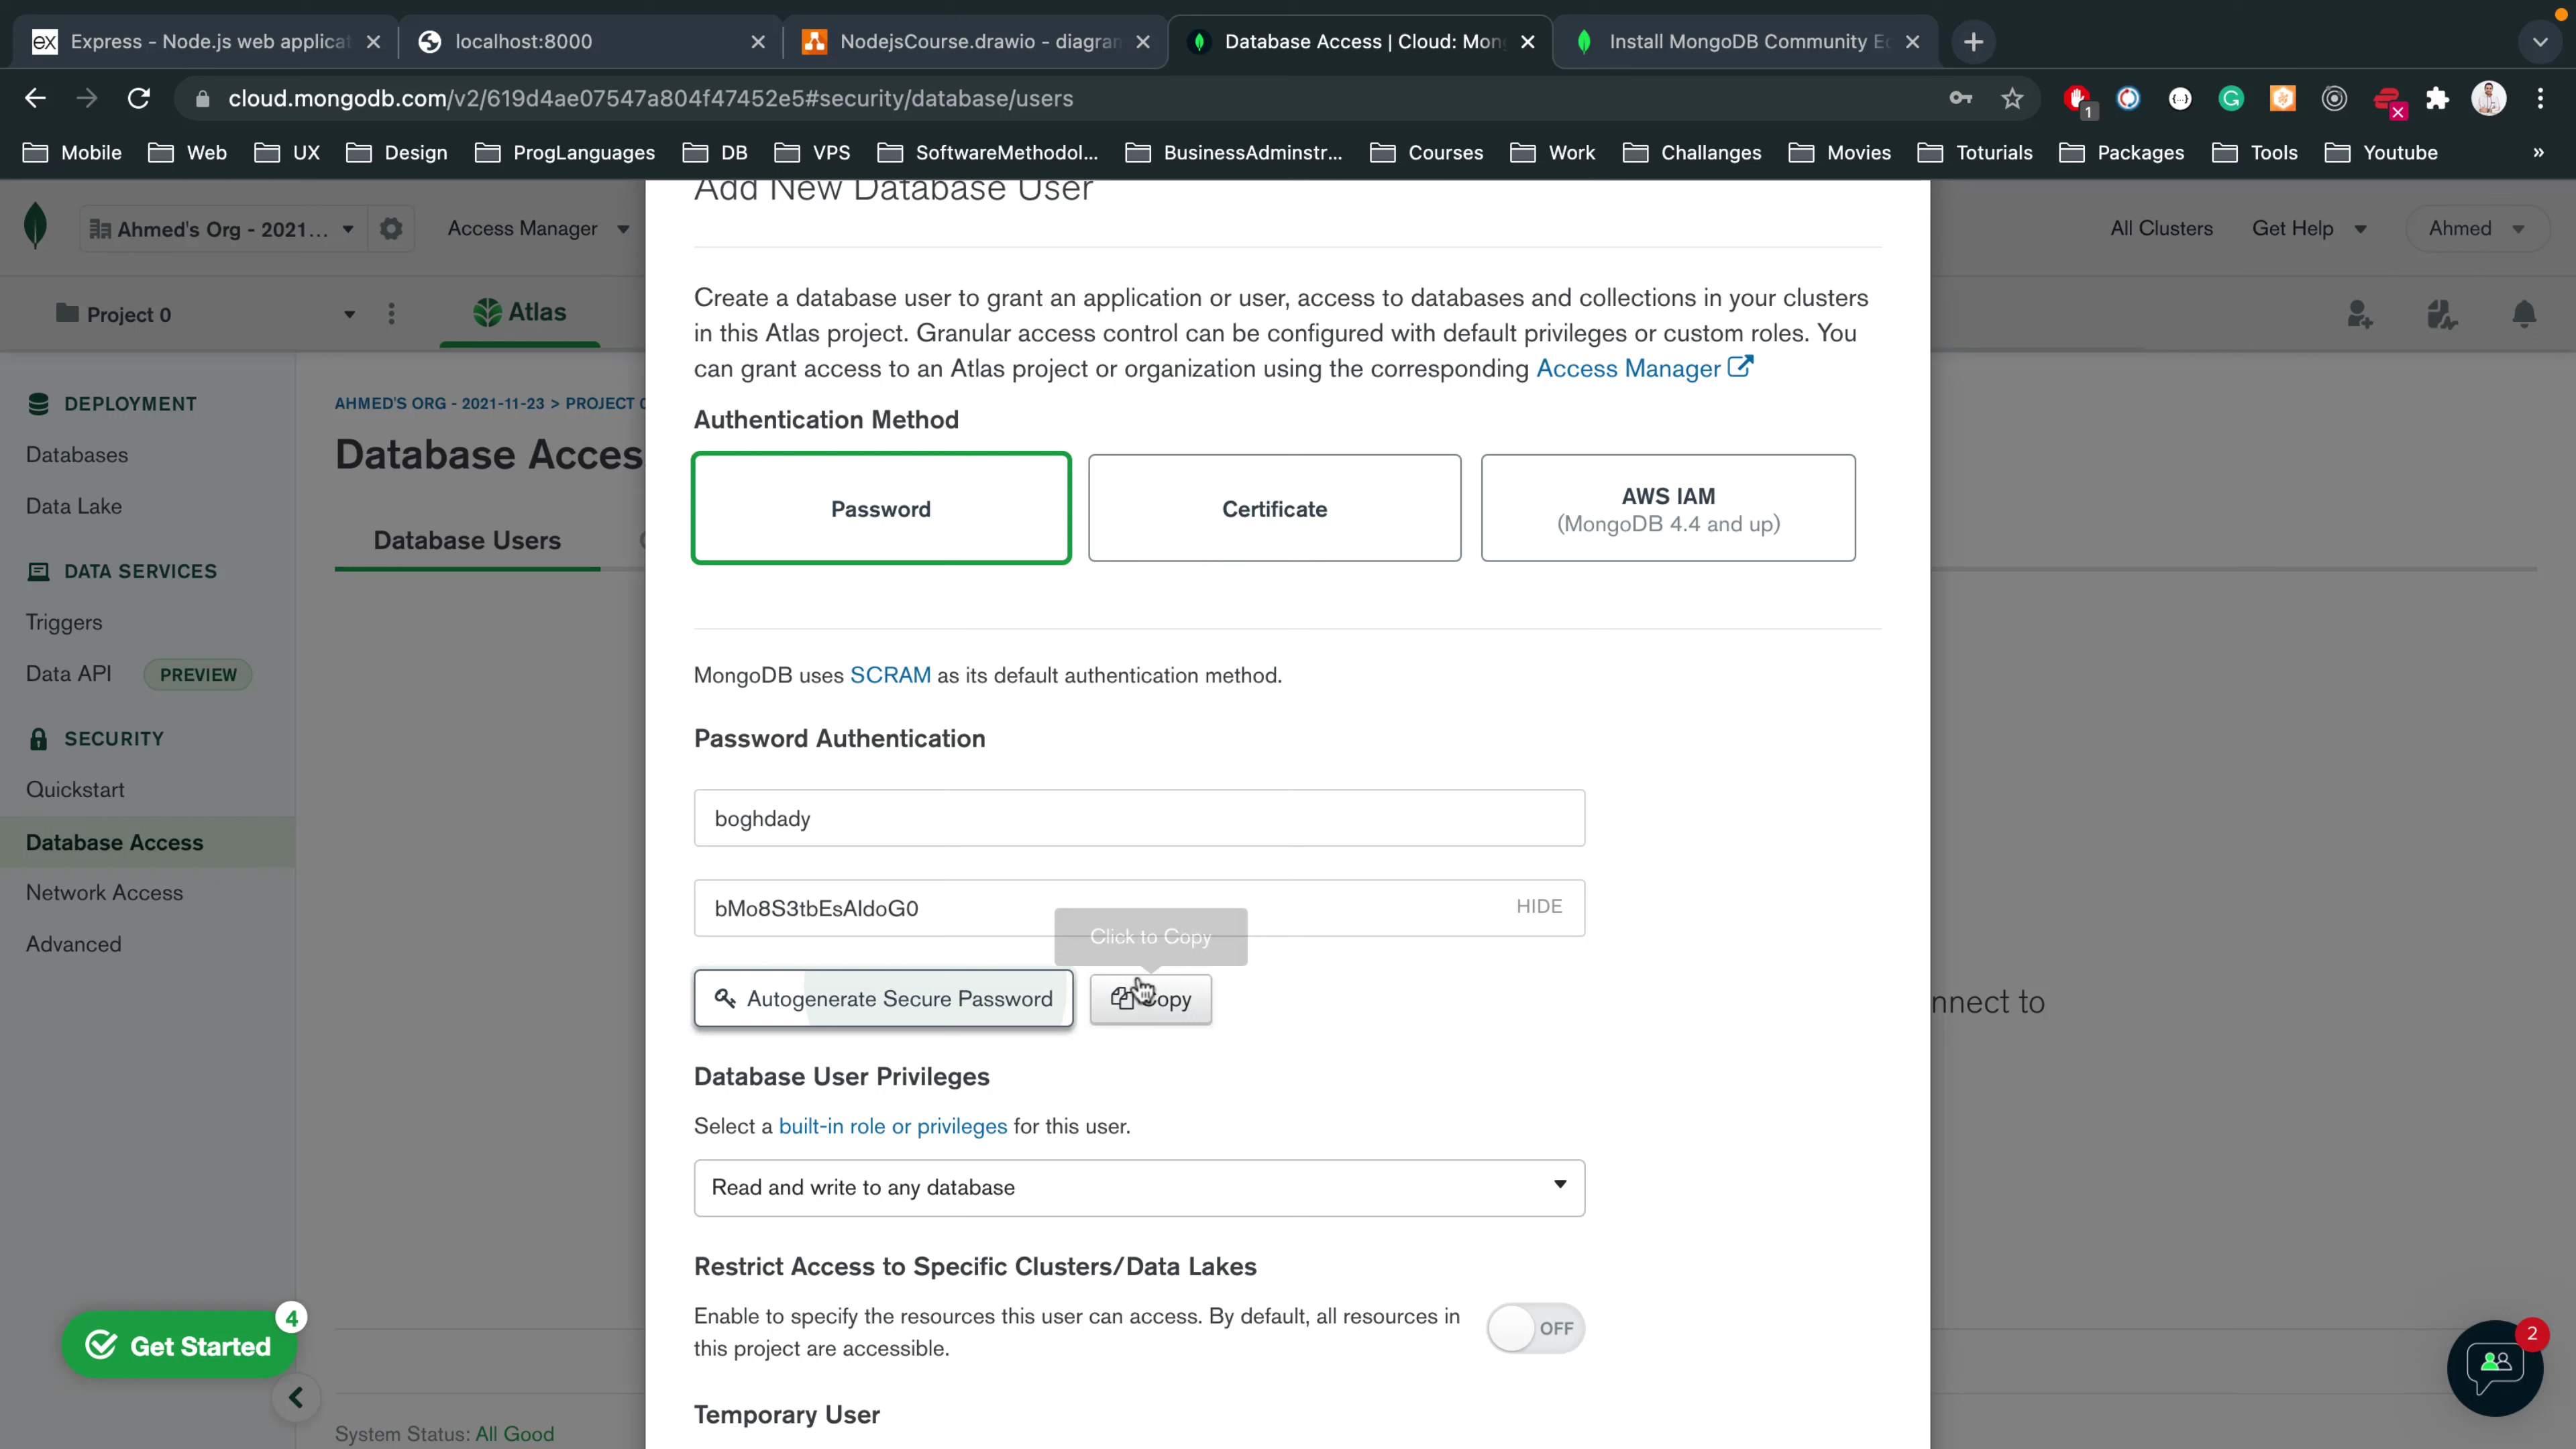 Express - Node.js web applicat
localhost:8000
NodejsCourse.drawio - diagram
Database Access | Cloud: Mon
Install MongoDB Community Ec
cloud.mongodb.com/v2/619d4ae07547a804f47452e5#security/database/users
1
Mobile
Web
UX
Design
ProgLanguages
DB
VPS
SoftwareMethodol...
BusinessAdminstr...
Courses
Work
Challanges
Movies
Toturials
Packages
Tools
Youtube
»
Add New Database User
Ahmed's Org - 2021...
Access Manager
All Clusters
Get Help
Ahmed
Project 0
Atlas
Create a database user to grant an application or user, access to databases and collections in your clusters
in this Atlas project. Granular access control can be configured with default privileges or custom roles. You
can grant access to an Atlas project or organization using the corresponding Access Manager
DEPLOYMENT
Databases
Data Lake
DATA SERVICES
Triggers
Data API PREVIEW
SECURITY
Quickstart
Database Access
Network Access
Advanced
AHMED'S ORG - 2021-11-23 > PROJECT 0
Database Acces
Database Users
Authentication Method
Password
Certificate
AWS IAM
(MongoDB 4.4 and up)
MongoDB uses SCRAM as its default authentication method.
Password Authentication
boghdady
bMo8S3tbEsAldoG0
HIDE
Click to Copy
Autogenerate Secure Password
Copy
nnect to
Database User Privileges
Select a built-in role or privileges for this user.
Read and write to any database
Restrict Access to Specific Clusters/Data Lakes
Enable to specify the resources this user can access. By default, all resources in
this project are accessible.
OFF
Temporary User
Get Started
4
2
System Status: All Good